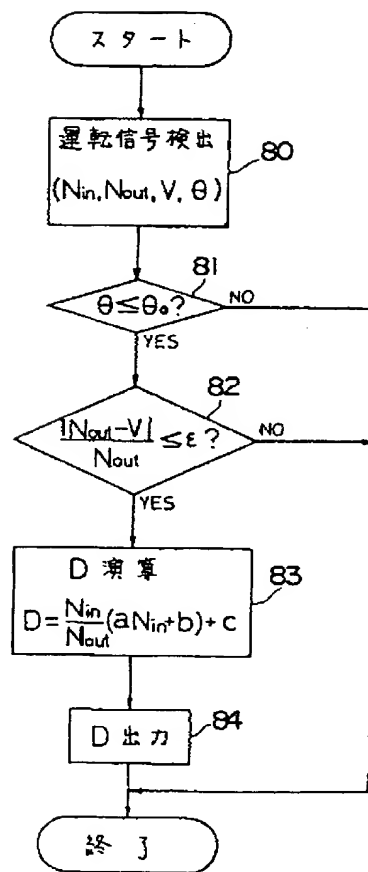 スタート
運転信号検出
(Nin, Nout, V, θ)
80
81
θ≤θ₀?
NO
YES
82
|Nout-V|
Nout
≤ε?
NO
YES
D 演算
D=Nin/Nout(aNin+b)+c
83
D 出力
84
終了